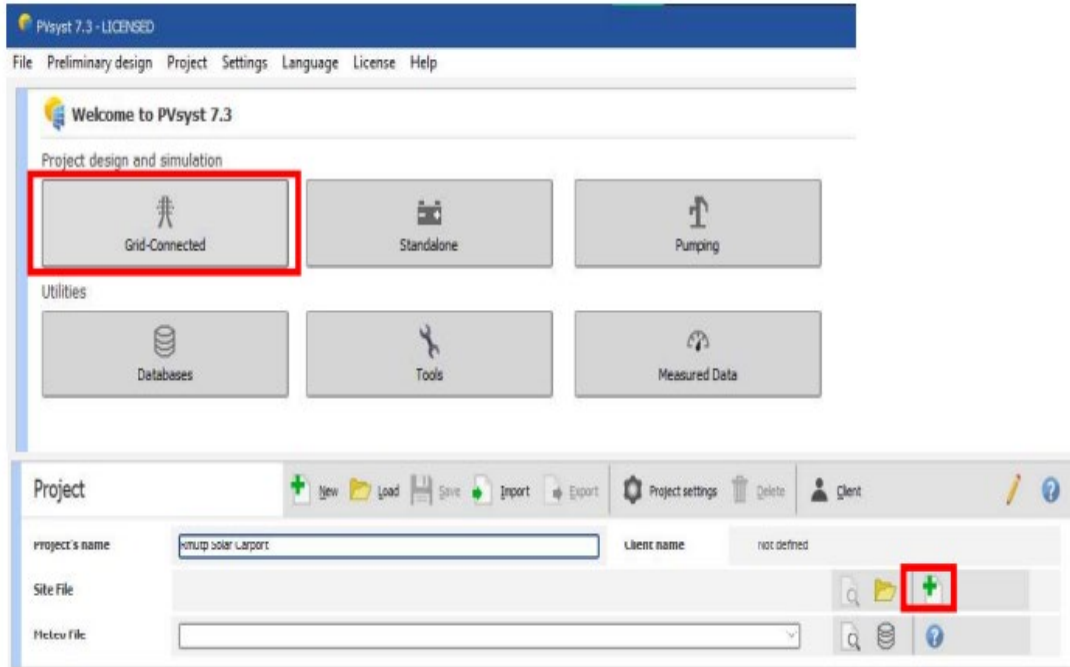 PVsyst 7.3 - LICENSED
File Preliminary design Project Settings Language License Help
Welcome to PVsyst 7.3
Project design and simulation
Grid-Connected Standalone Pumping
Utilities
Databases Tools Measured Data
Project New Load Save Import Export Project settings Delete Client
Project's name Rmutp Solar Carport Client name Not defined
Site File
Meteo File